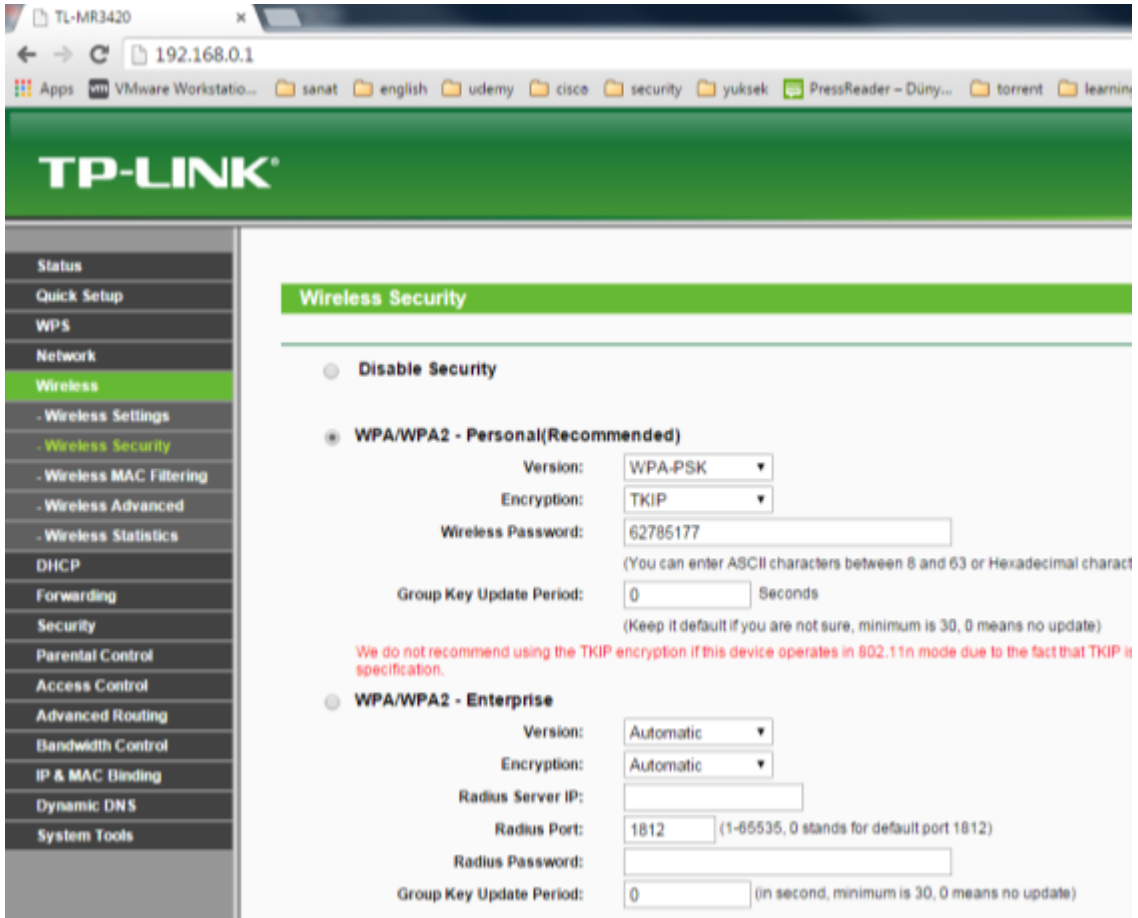 TL-MR3420
192.168.0.1
Apps VMware Workstatio... sanat english udemy cisco security yuksek PressReader – Düny... torrent learning
TP-LINK®
Status
Quick Setup
WPS
Network
Wireless
- Wireless Settings
- Wireless Security
- Wireless MAC Filtering
- Wireless Advanced
- Wireless Statistics
DHCP
Forwarding
Security
Parental Control
Access Control
Advanced Routing
Bandwidth Control
IP & MAC Binding
Dynamic DNS
System Tools
Wireless Security
Disable Security
WPA/WPA2 - Personal(Recommended)
Version: WPA-PSK
Encryption: TKIP
Wireless Password: 62785177
(You can enter ASCII characters between 8 and 63 or Hexadecimal charact
Group Key Update Period: 0 Seconds
(Keep it default if you are not sure, minimum is 30, 0 means no update)
We do not recommend using the TKIP encryption if this device operates in 802.11n mode due to the fact that TKIP is
specification.
WPA/WPA2 - Enterprise
Version: Automatic
Encryption: Automatic
Radius Server IP:
Radius Port: 1812 (1-65535, 0 stands for default port 1812)
Radius Password:
Group Key Update Period: 0 (in second, minimum is 30, 0 means no update)